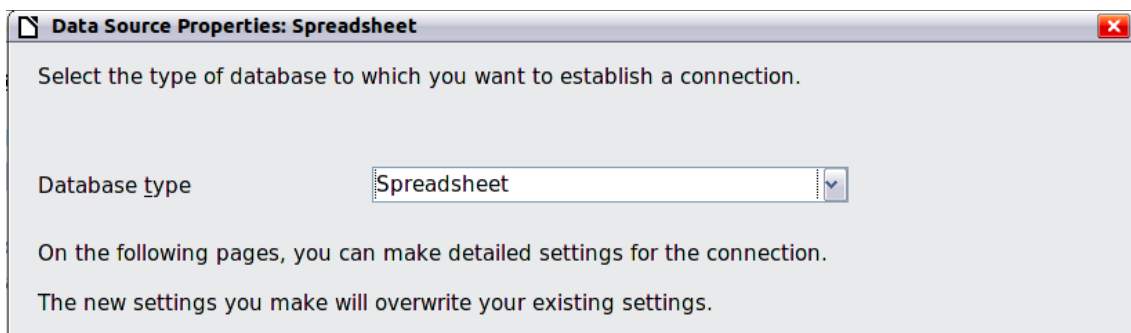 Data Source Properties: Spreadsheet
Select the type of database to which you want to establish a connection.
Database type Spreadsheet
On the following pages, you can make detailed settings for the connection.
The new settings you make will overwrite your existing settings.